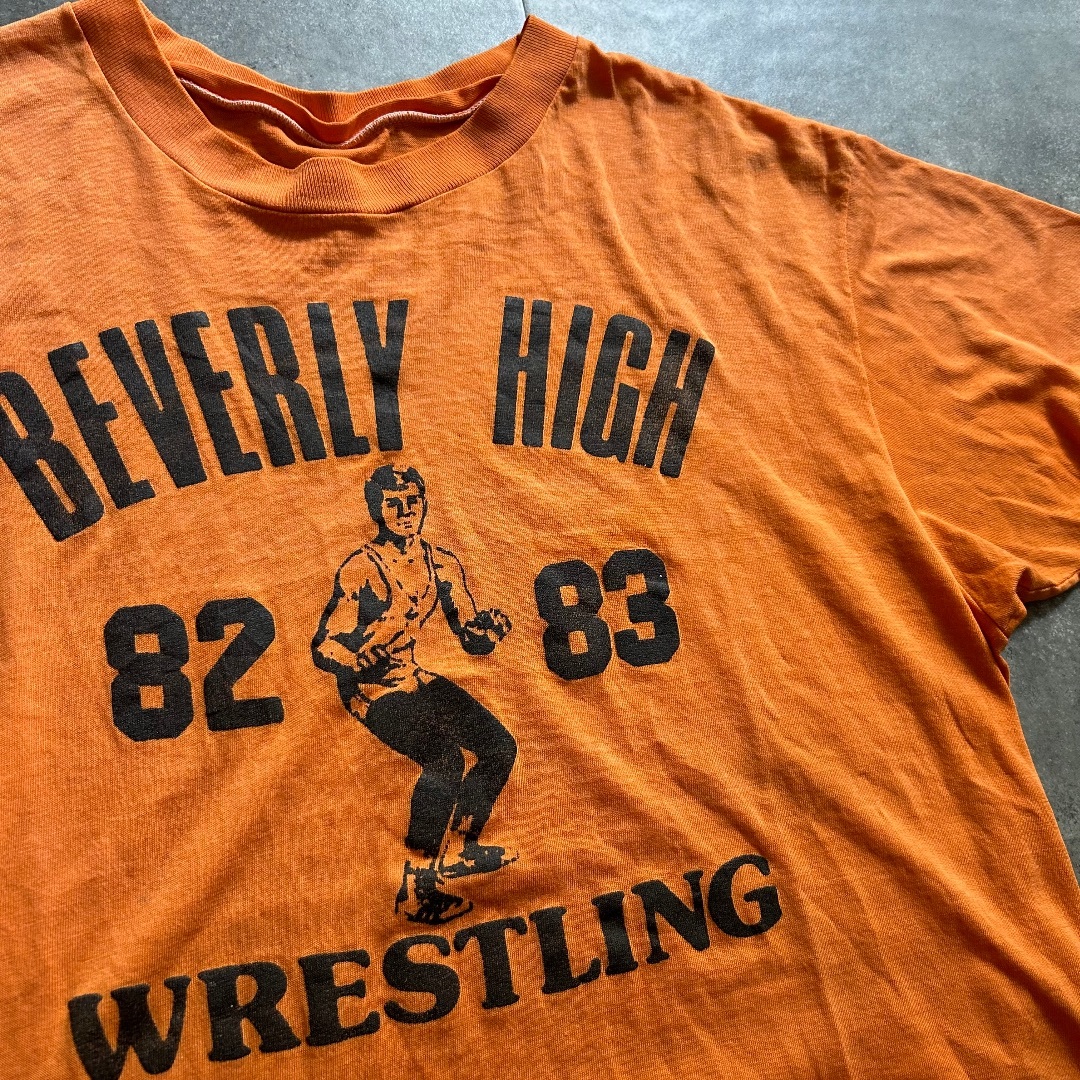 BEVERLY HIGH
82 83
WRESTLING